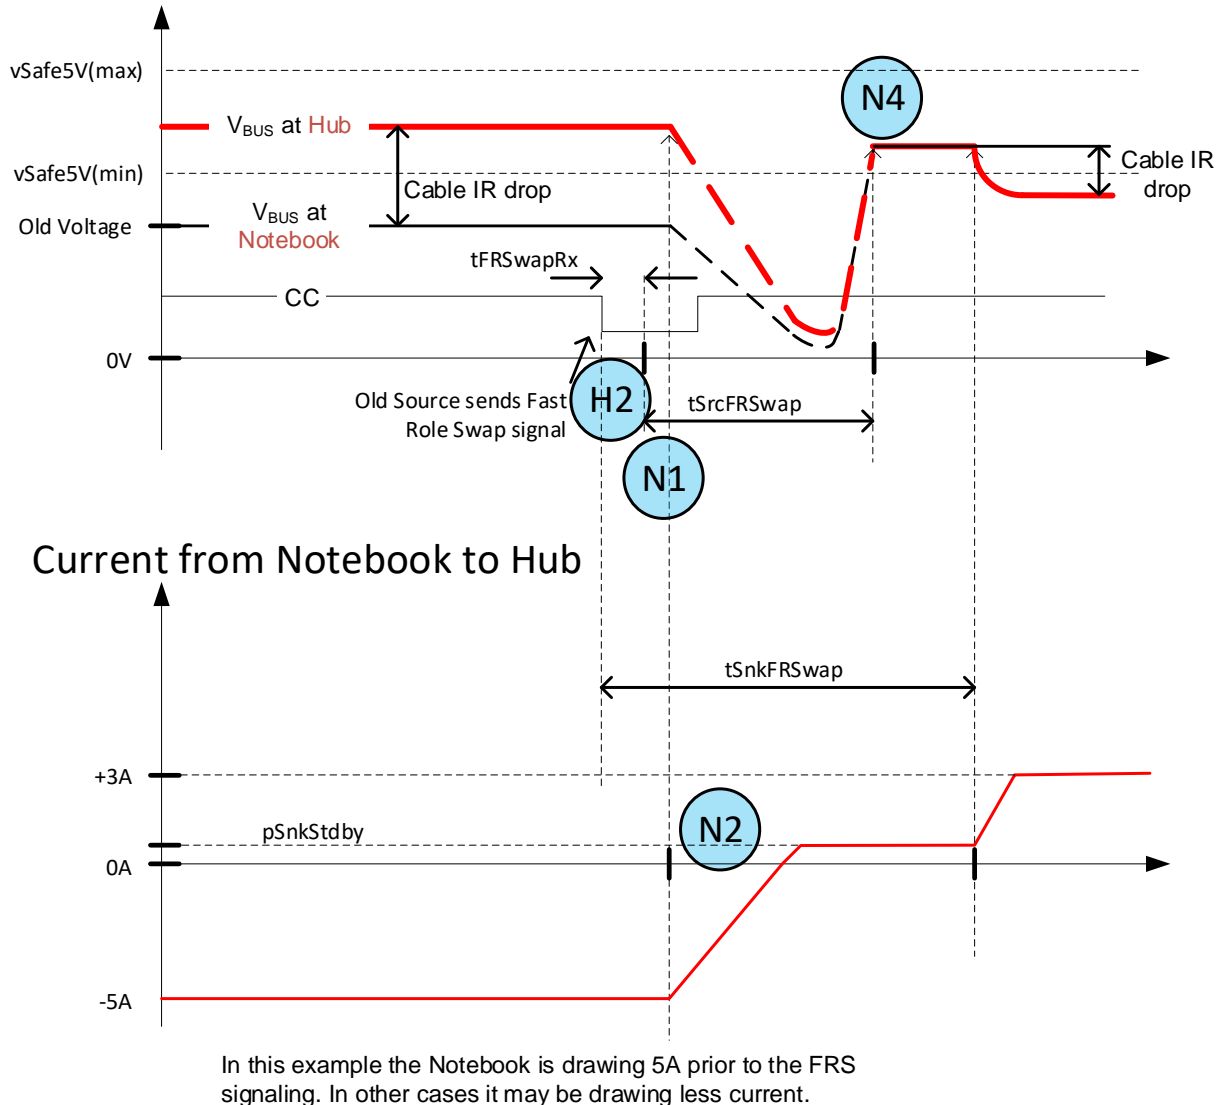 vSafe5V(max)
N4
VBUS at Hub
vSafe5V(min)
Cable IR drop
Cable IR
drop
Old Voltage
VBUS at
Notebook
tFRSwapRx
CC
0V
Old Source sends Fast
Role Swap signal
H2
tSrcFRSwap
N1
Current from Notebook to Hub
tSnkFRSwap
+3A
pSnkStdby
N2
0A
-5A
In this example the Notebook is drawing 5A prior to the FRS
signaling. In other cases it may be drawing less current.